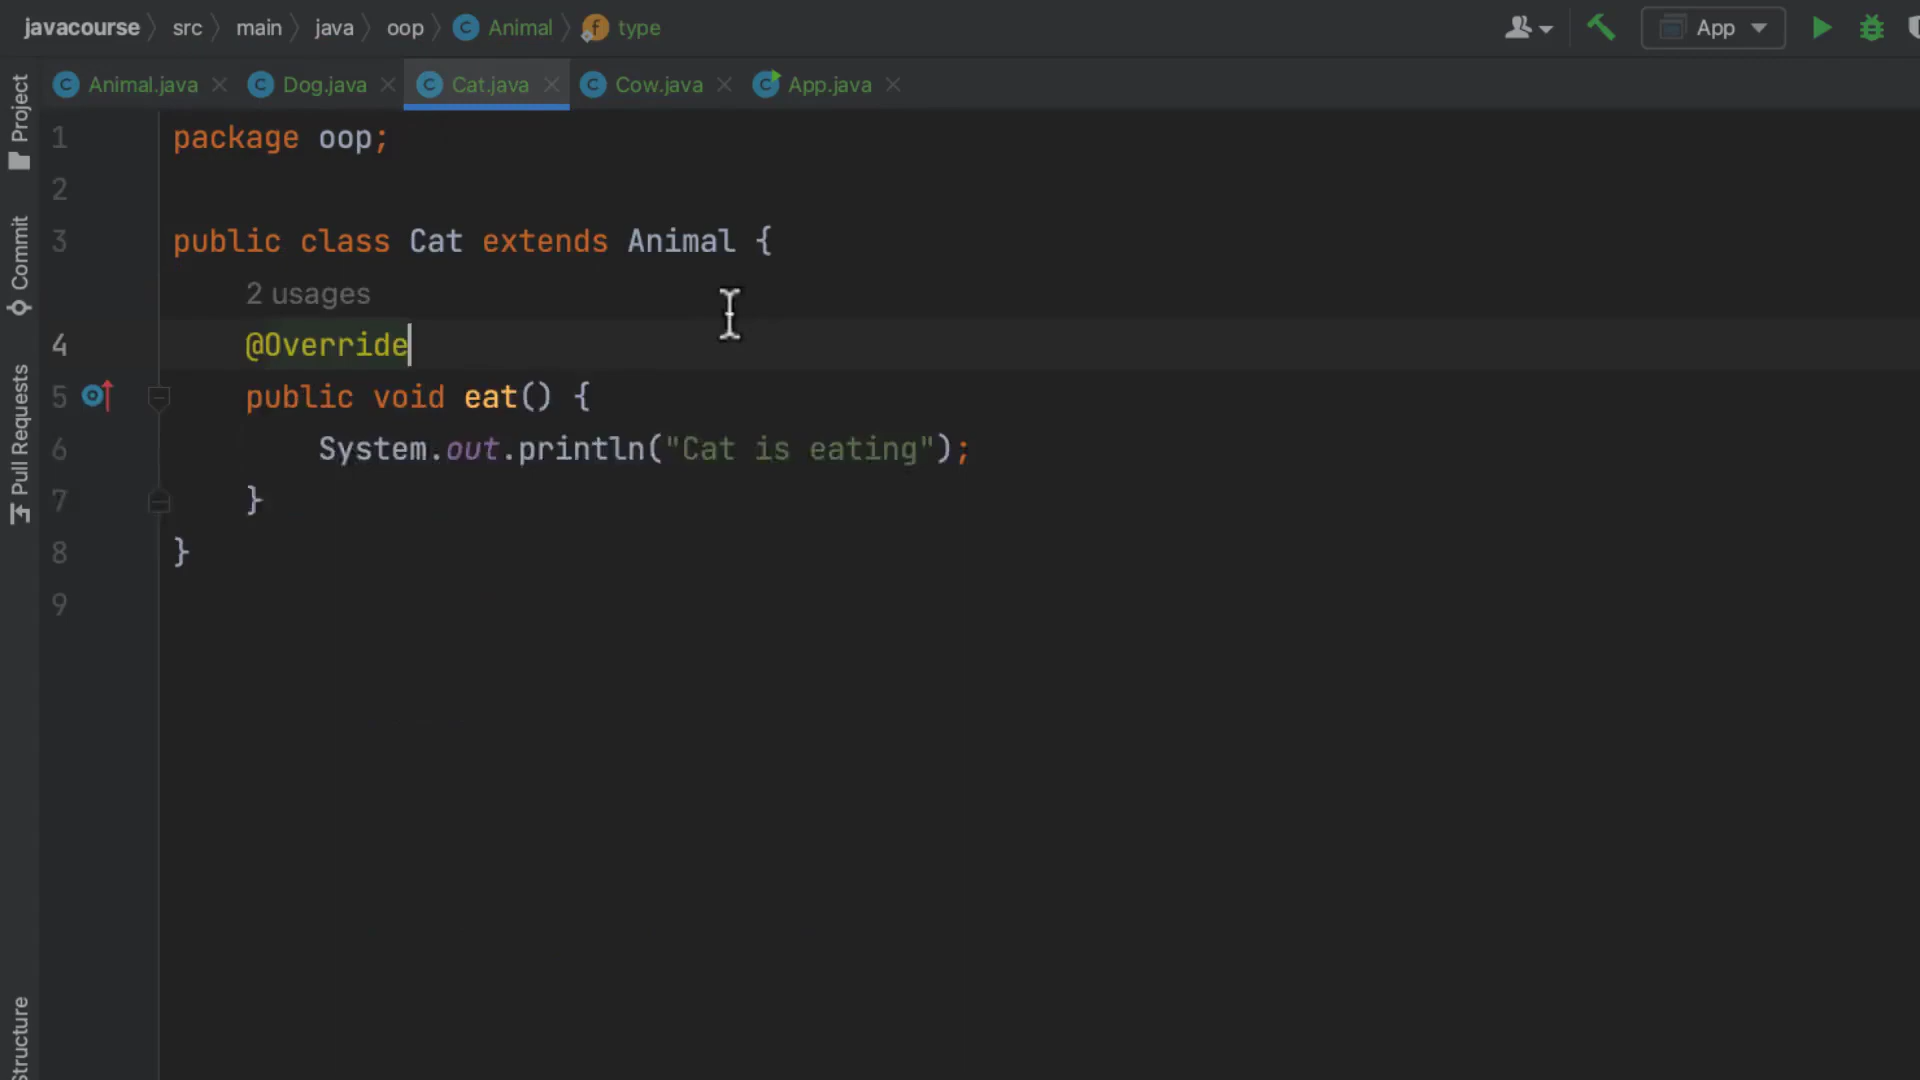 javacourse src main java oop Animal type
App
Animal.java Dog.java Cat.java Cow.java App.java
Project
Commit
Pull Requests
Structure
1 package oop;
2
3 public class Cat extends Animal {
2 usages
4 @Override
5 public void eat() {
6 System.out.println("Cat is eating");
7 }
8 }
9